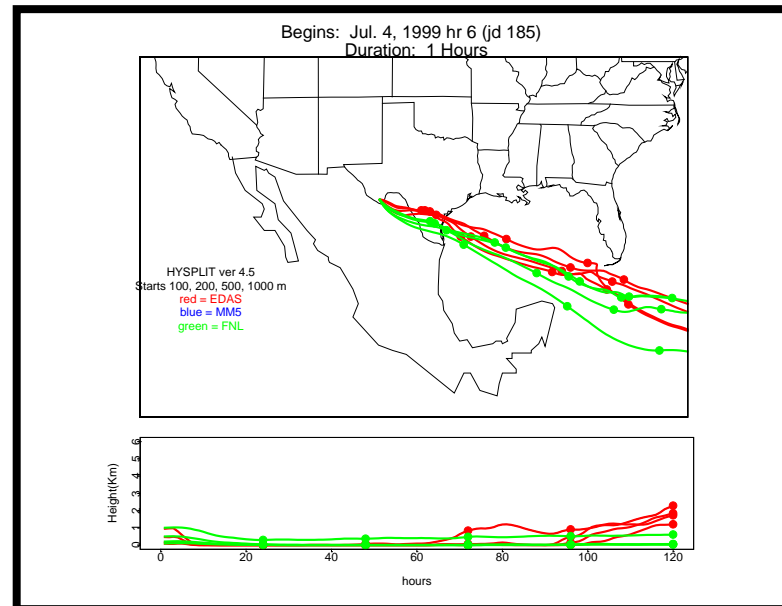 Begins:  Jul. 4, 1999 hr 6 (jd 185)
Duration:  1 Hours
HYSPLIT ver 4.5
Starts 100, 200, 500, 1000 m
red = EDAS
blue = MM5
green = FNL
Height(Km)
0 1 2 3 4 5 6
0 20 40 60 80 100 120
hours